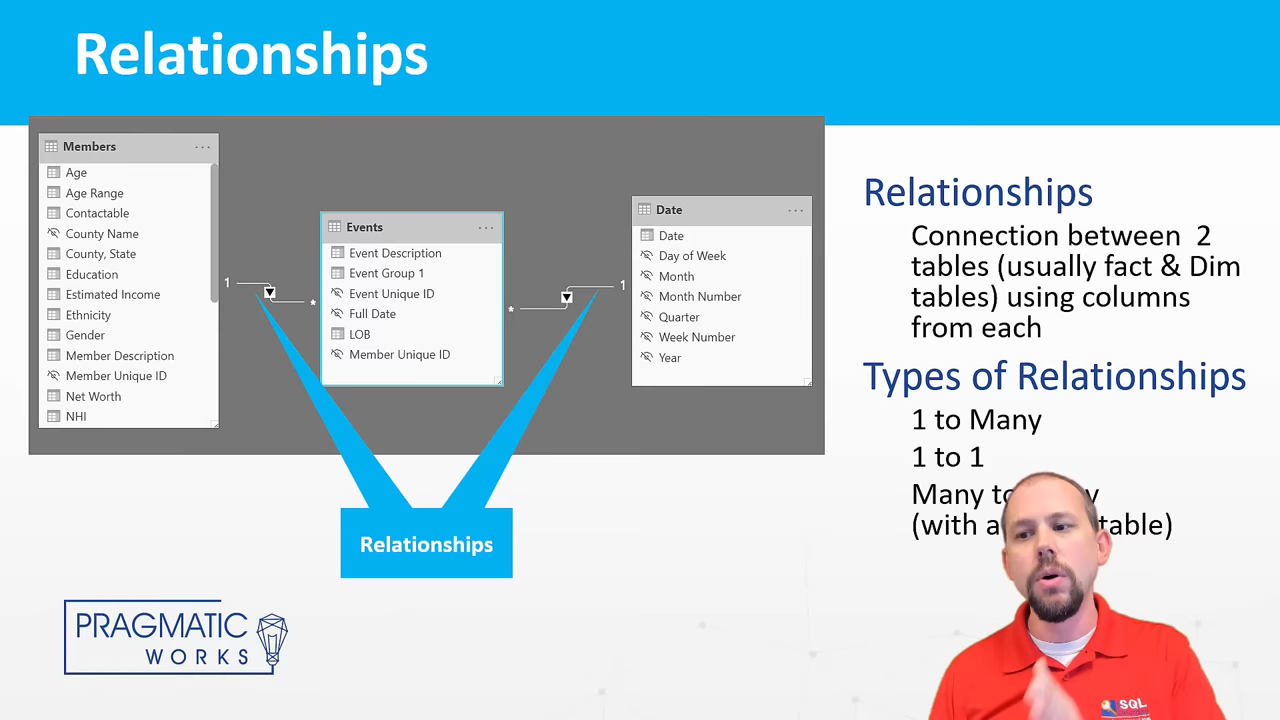 Relationships
Members
Age
Age Range
Contactable
County Name
County, State
Education
Estimated Income
Ethnicity
Gender
Member Description
Member Unique ID
Net Worth
NHI
1
*
Events
Event Description
Event Group 1
Event Unique ID
Full Date
LOB
Member Unique ID
*
1
Date
Date
Day of Week
Month
Month Number
Quarter
Week Number
Year
Relationships
Relationships
Connection between 2
tables (usually fact & Dim
tables) using columns
from each
Types of Relationships
1 to Many
1 to 1
Many
(with table)
PRAGMATIC
WORKS
SQL